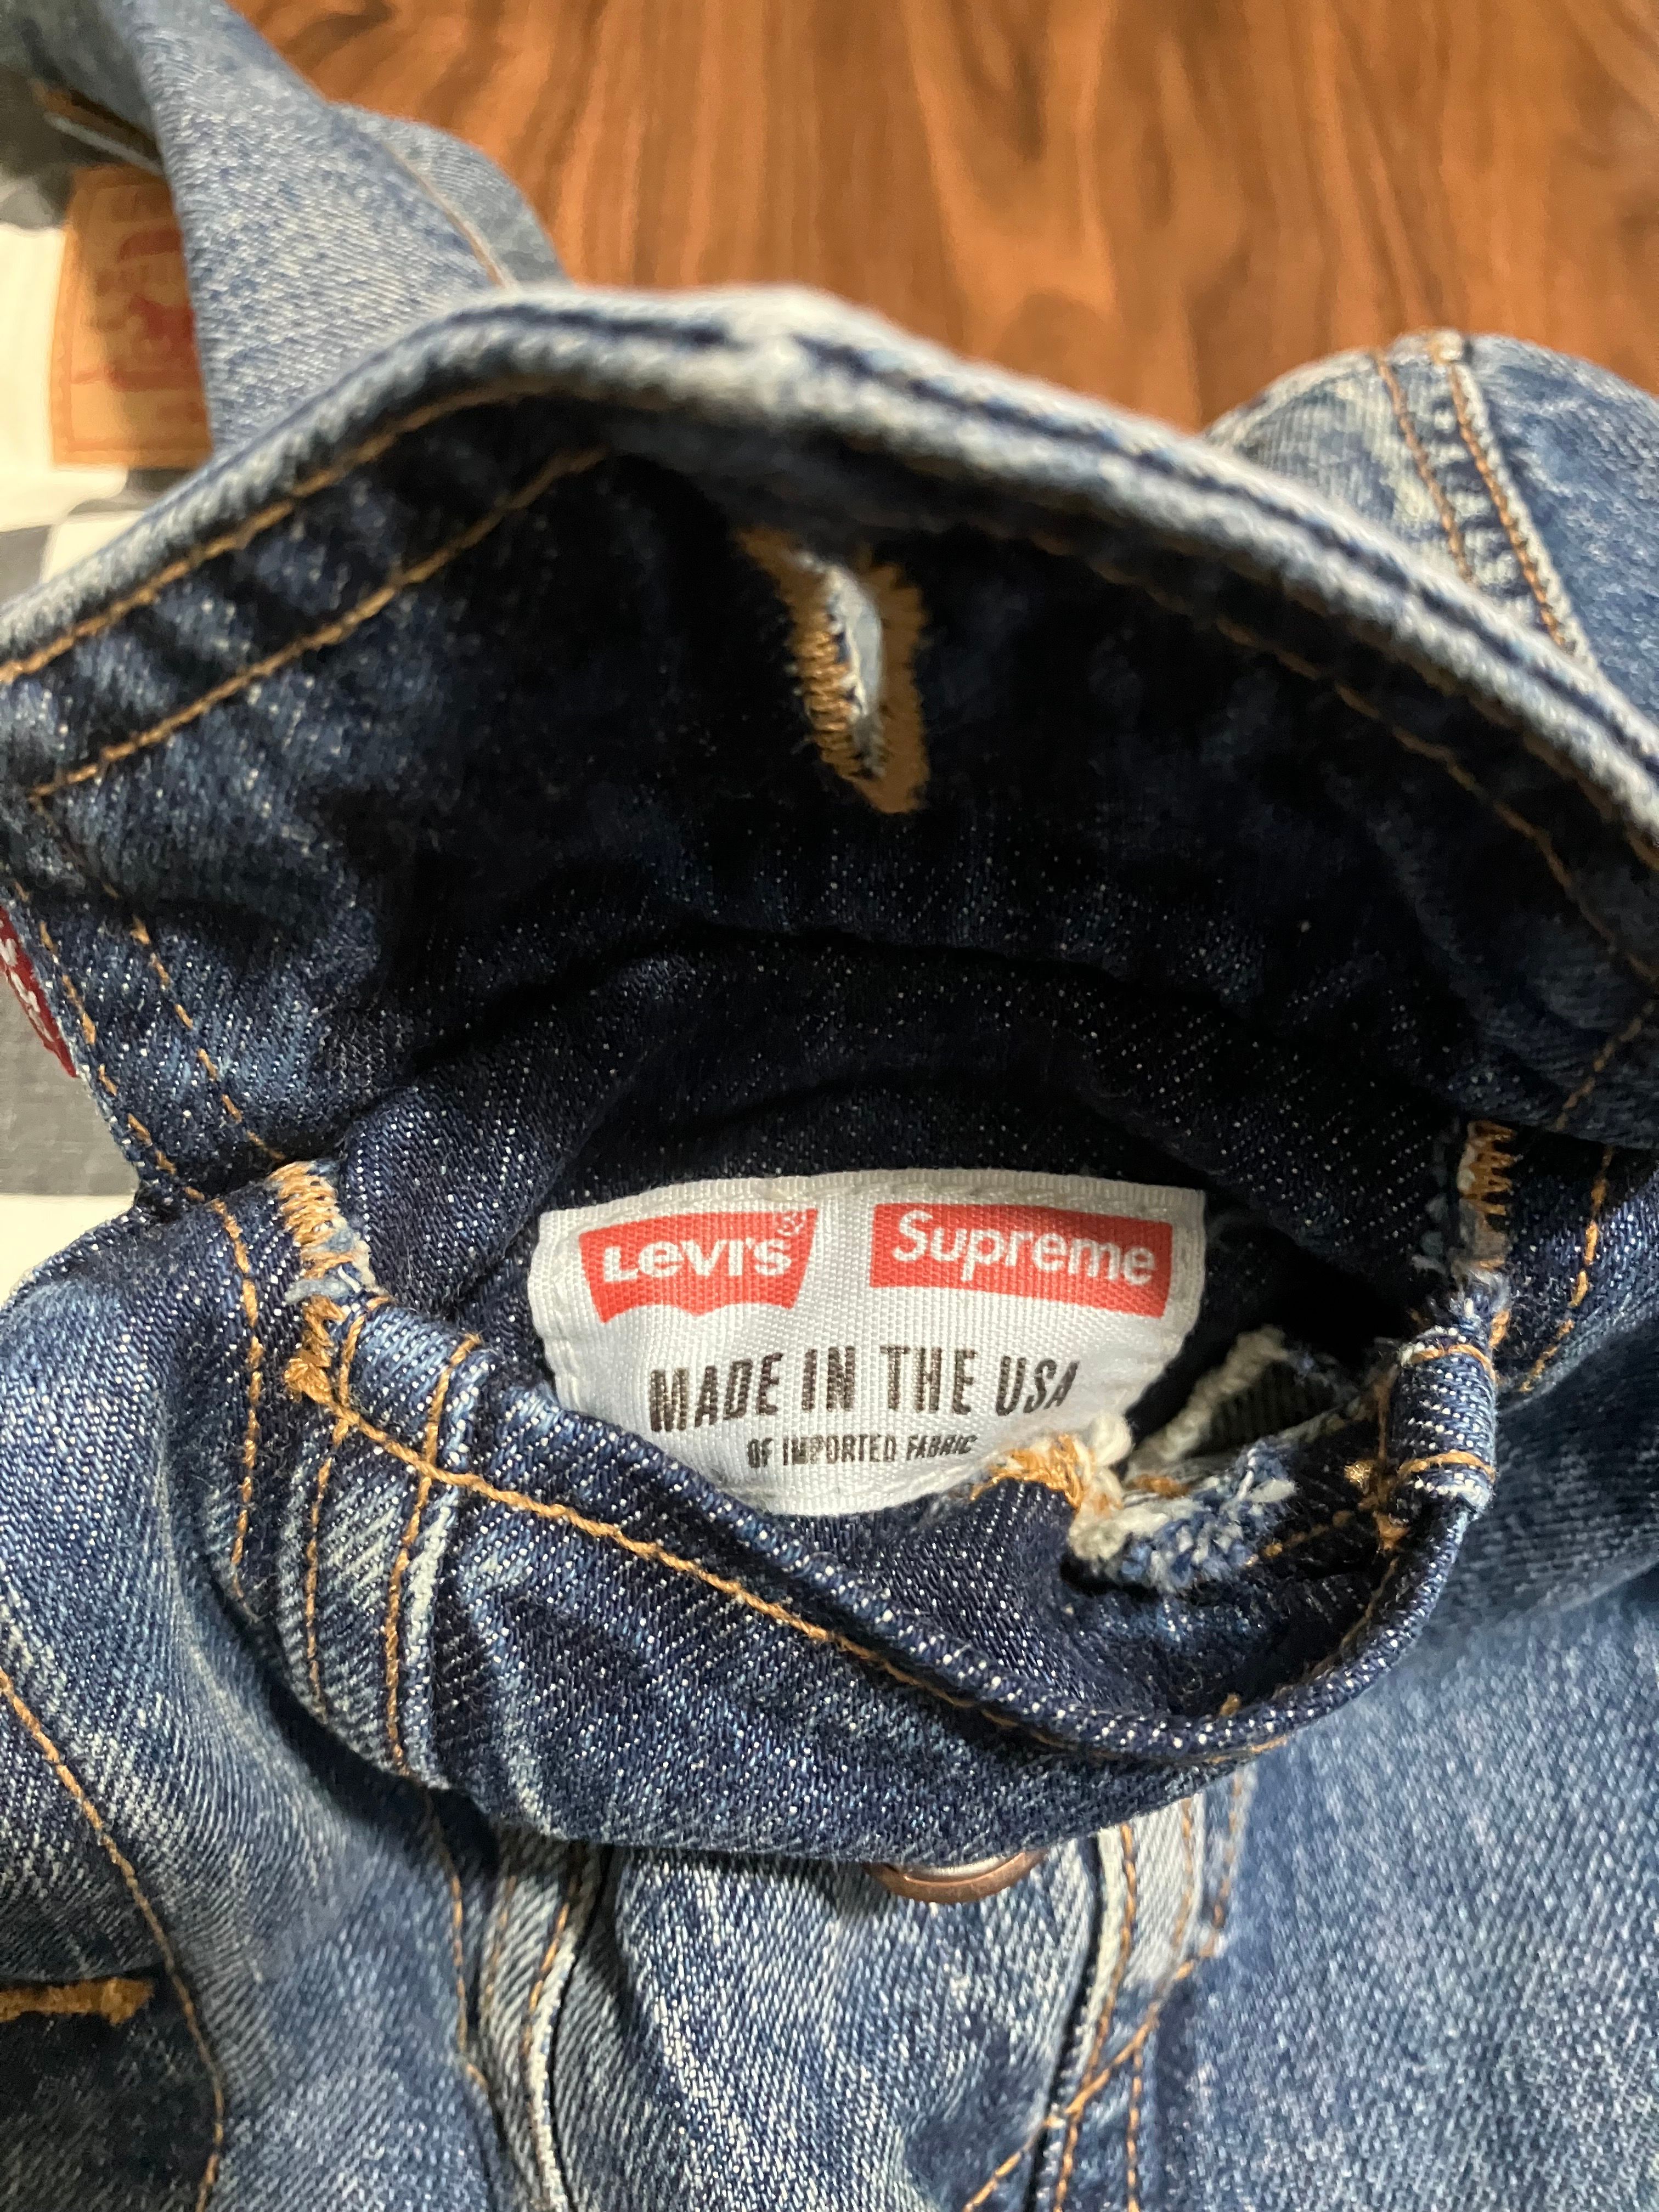 Levi's® Supreme
MADE IN THE USA
OF IMPORTED FABRIC